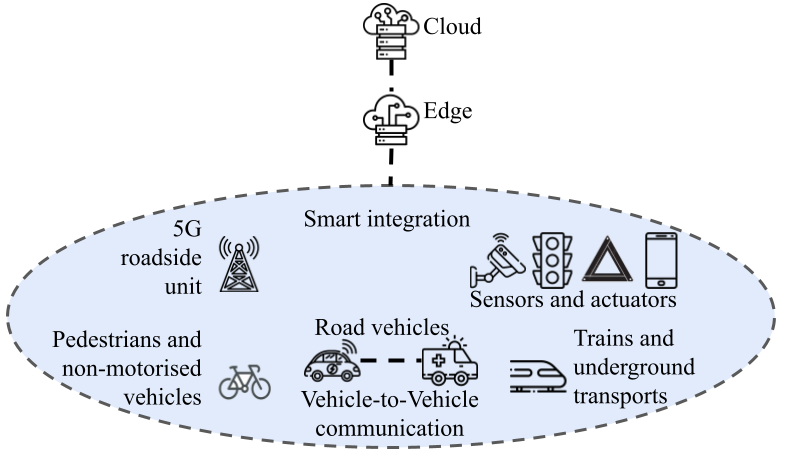 Cloud
Edge
Smart integration
5G
roadside
unit
Sensors and actuators
Pedestrians and
non-motorised
vehicles
Road vehicles
Vehicle-to-Vehicle
communication
Trains and
underground
transports